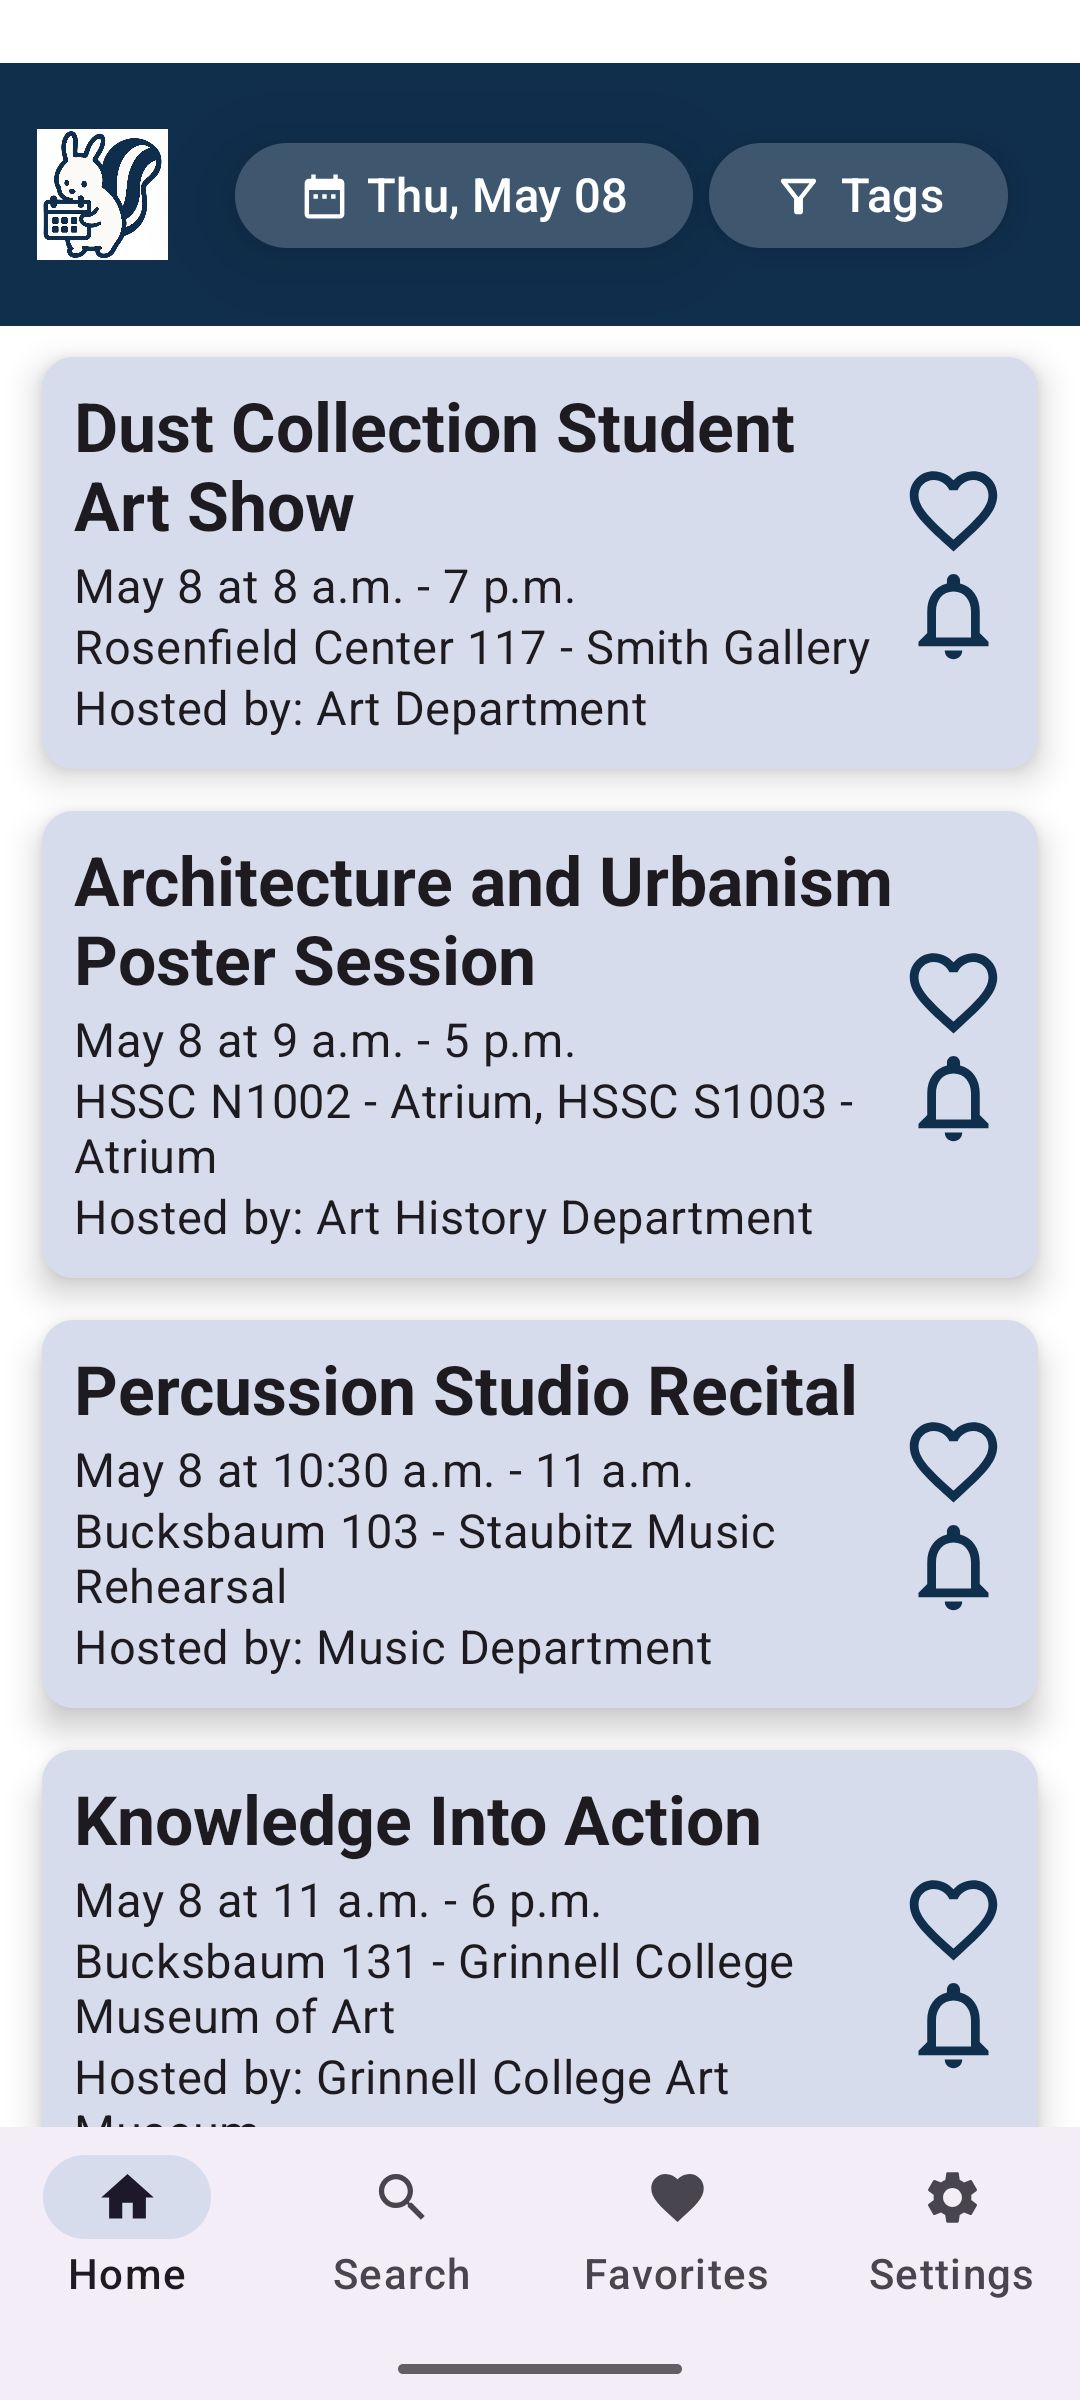 Thu, May 08
Tags
Dust Collection Student
Art Show
May 8 at 8 a.m. - 7 p.m.
Rosenfield Center 117 - Smith Gallery
Hosted by: Art Department
Architecture and Urbanism
Poster Session
May 8 at 9 a.m. - 5 p.m.
HSSC N1002 - Atrium, HSSC S1003 -
Atrium
Hosted by: Art History Department
Percussion Studio Recital
May 8 at 10:30 a.m. - 11 a.m.
Bucksbaum 103 - Staubitz Music
Rehearsal
Hosted by: Music Department
Knowledge Into Action
May 8 at 11 a.m. - 6 p.m.
Bucksbaum 131 - Grinnell College
Museum of Art
Hosted by: Grinnell College Art
Museum
Home
Search
Favorites
Settings